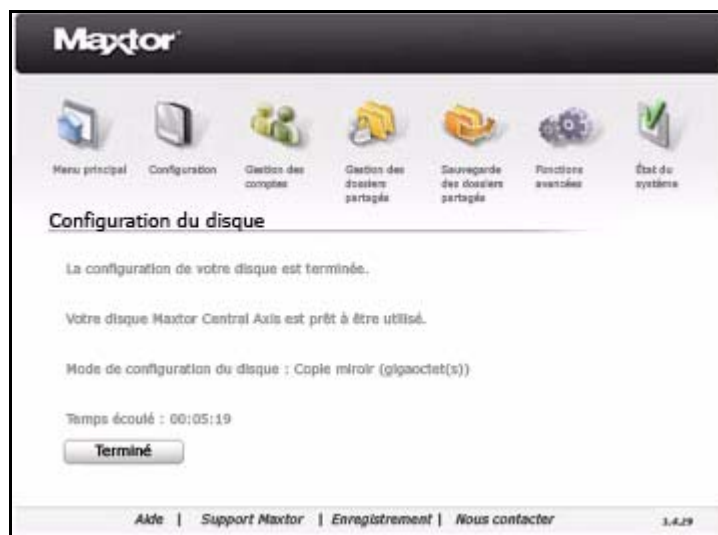 Maxtor
Menu principal
Configuration
Gestion des comptes
Gestion des dossiers partagés
Sauvegarde des dossiers partagés
Fonctions avancées
État du système
Configuration du disque
La configuration de votre disque est terminée.
Votre disque Maxtor Central Axis est prêt à être utilisé.
Mode de configuration du disque : Copie miroir (gigaoctet(s))
Temps écoulé : 00:05:19
Terminé
Aide | Support Maxtor | Enregistrement | Nous contacter 3.4.29